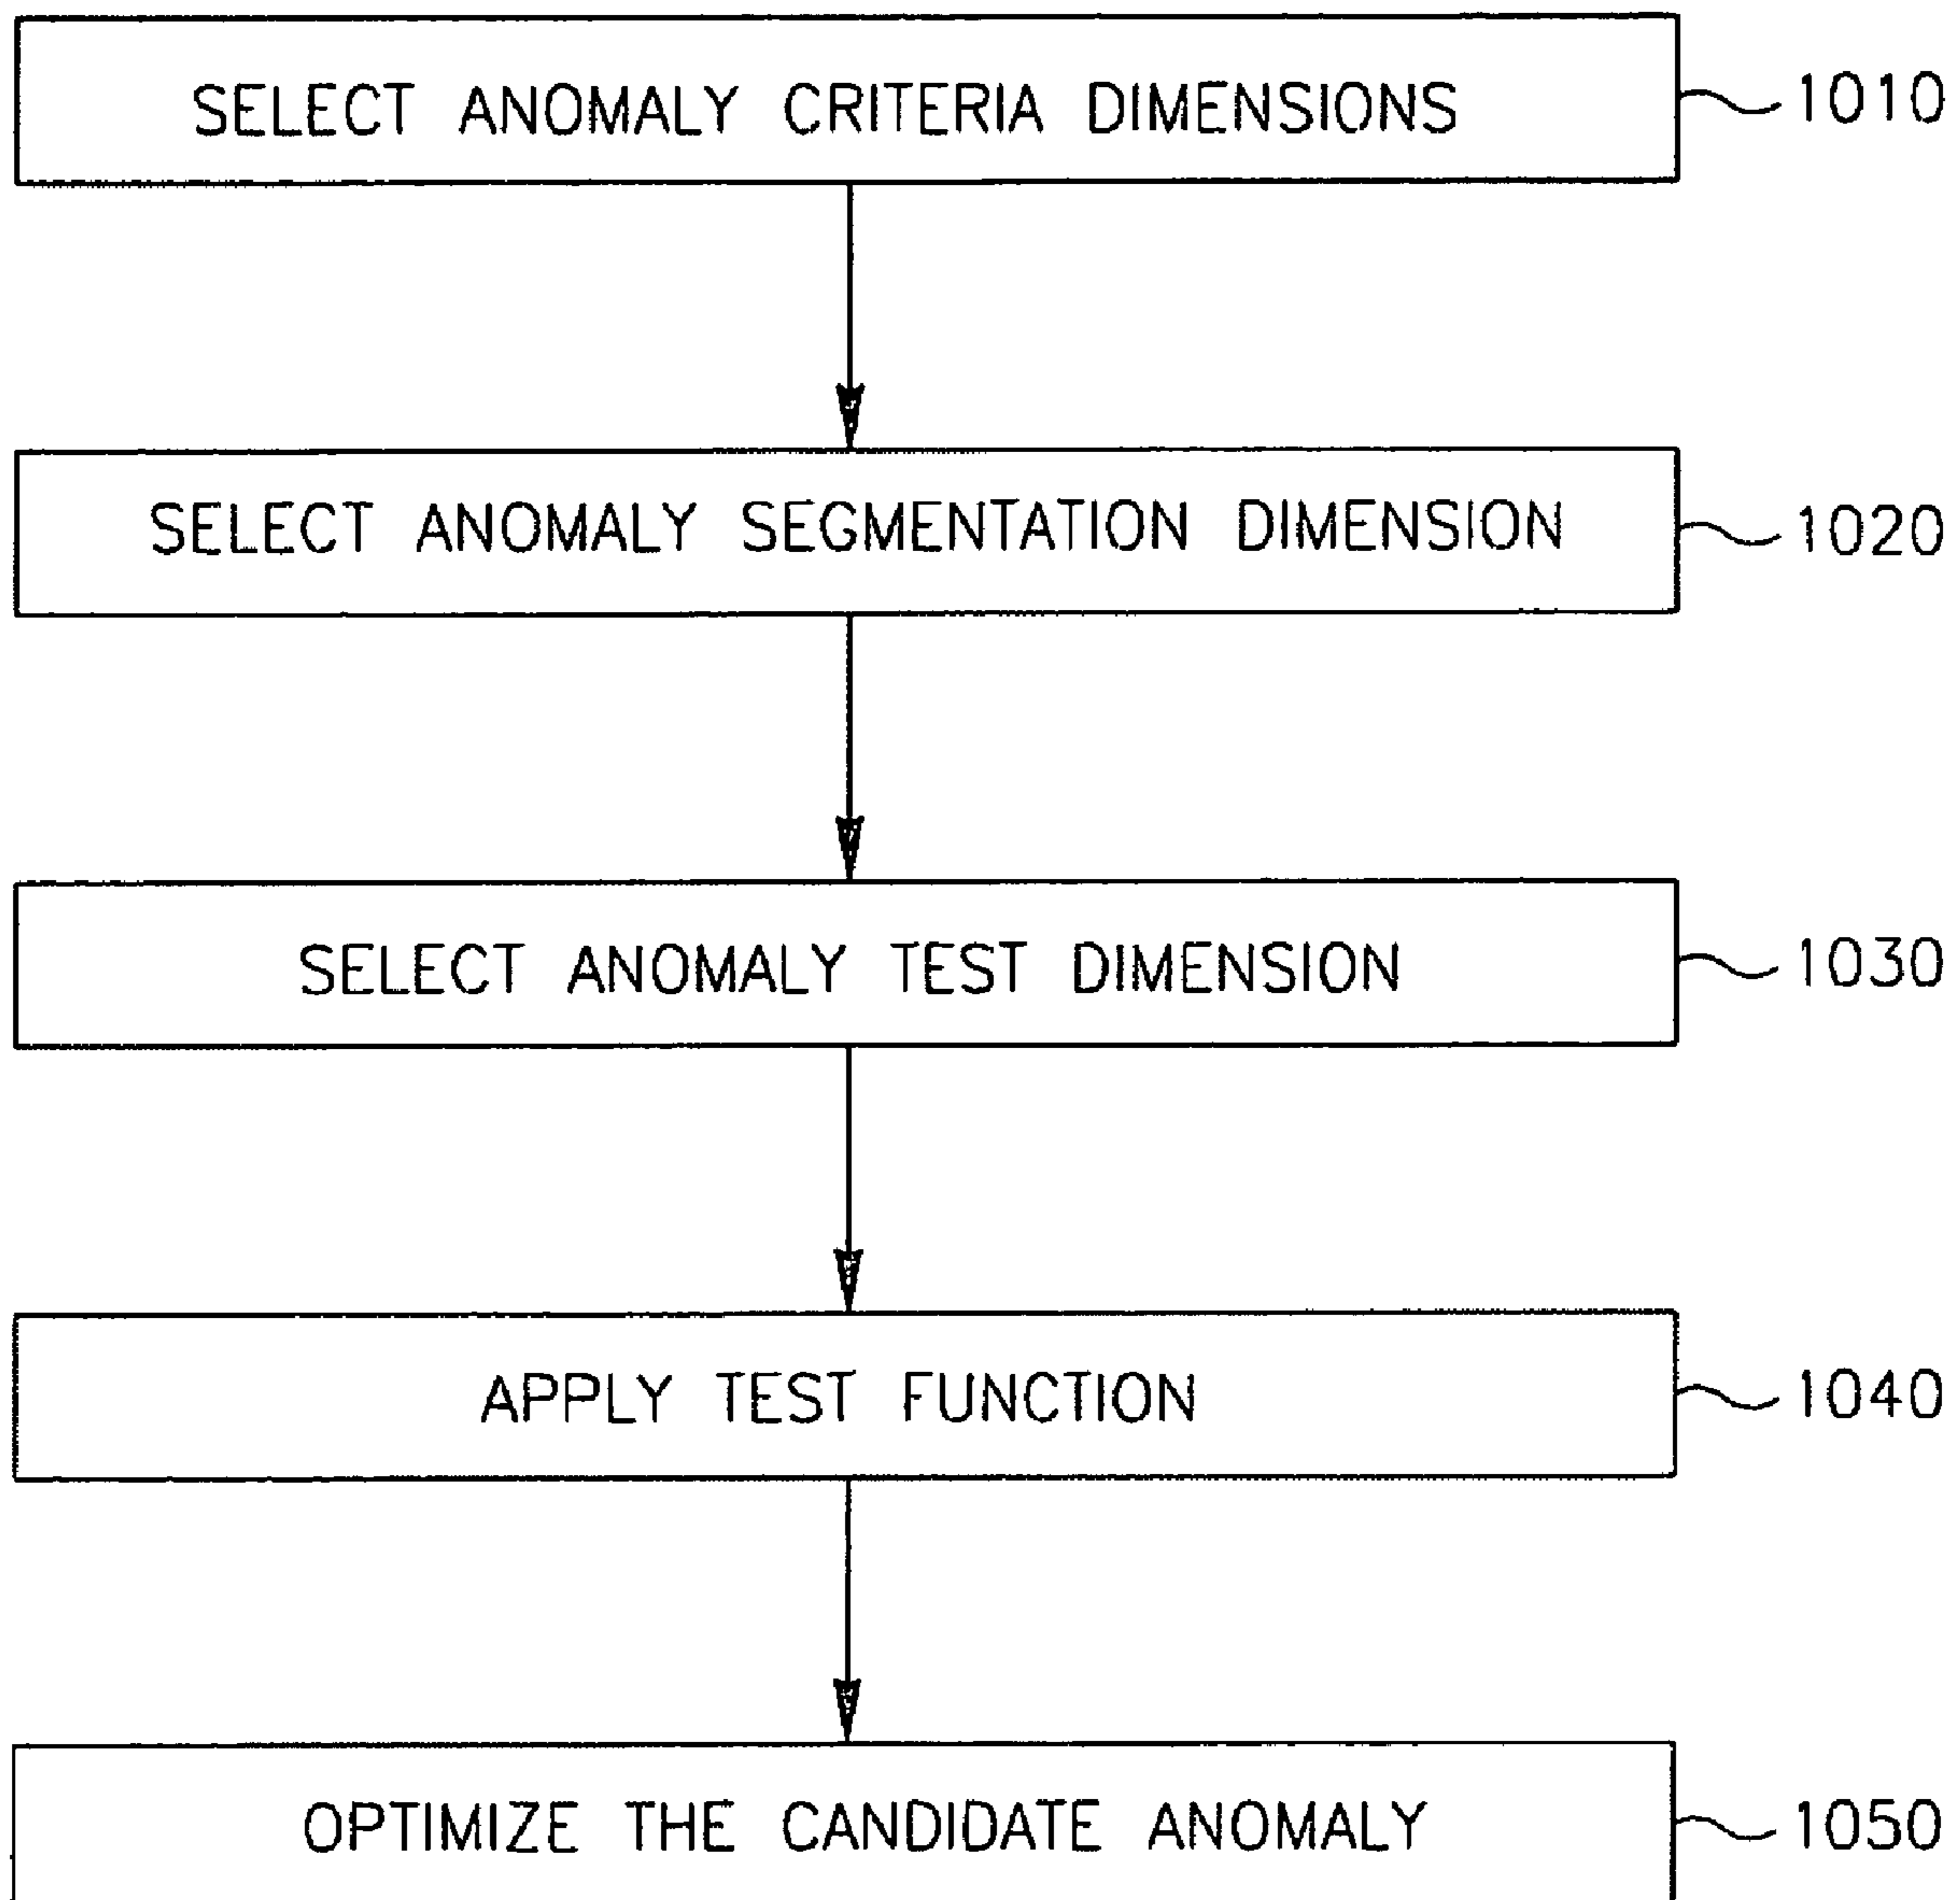 SELECT ANOMALY CRITERIA DIMENSIONS 1010
SELECT ANOMALY SEGMENTATION DIMENSION 1020
SELECT ANOMALY TEST DIMENSION 1030
APPLY TEST FUNCTION 1040
OPTIMIZE THE CANDIDATE ANOMALY 1050